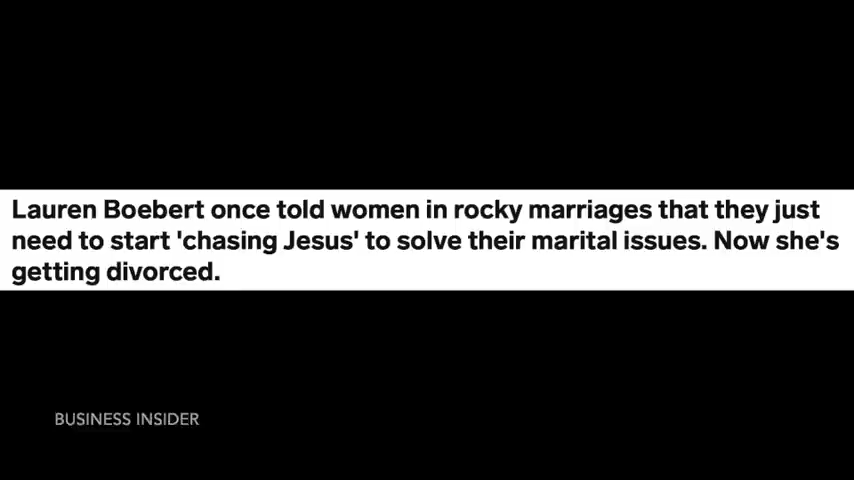 Lauren Boebert once told women in rocky marriages that they just
need to start 'chasing Jesus' to solve their marital issues. Now she's
getting divorced.
BUSINESS INSIDER